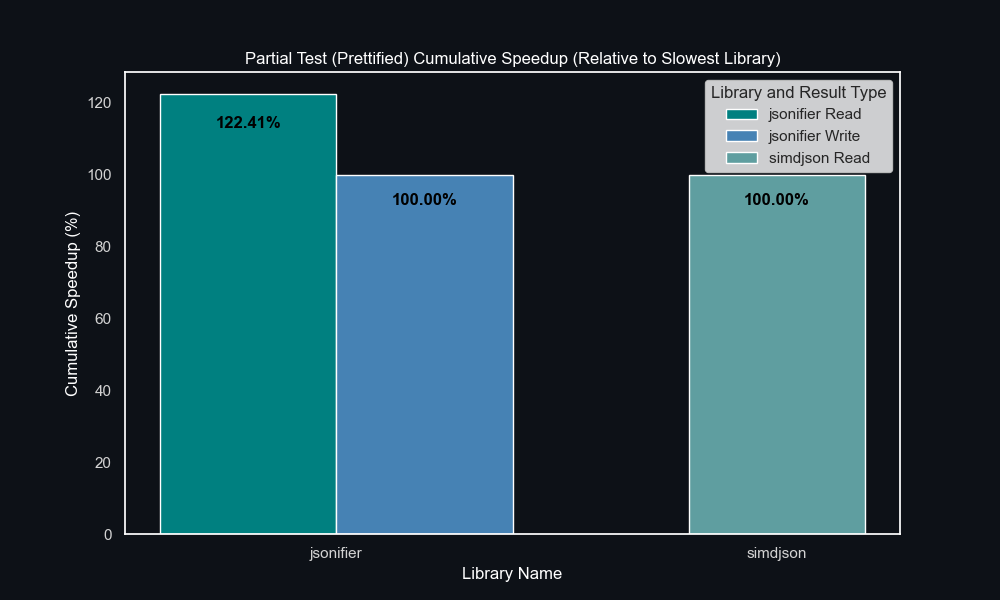 Partial Test (Prettified) Cumulative Speedup (Relative to Slowest Library)
Library and Result Type
jsonifier Read
jsonifier Write
simdjson Read
122.41%
100.00%
100.00%
Cumulative Speedup (%)
120
100
80
60
40
20
0
jsonifier
simdjson
Library Name